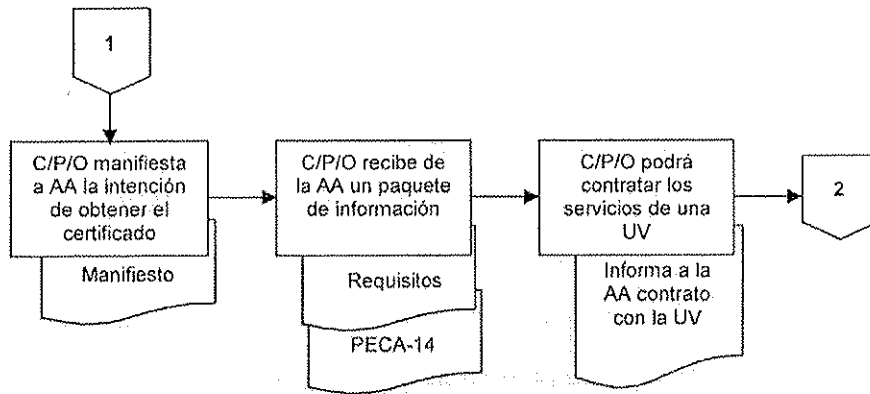 1
C/P/O manifiesta
a AA la intención
de obtener el
certificado
Manifiesto
C/P/O recibe de
la AA un paquete
de información
Requisitos
PECA-14
C/P/O podrá
contratar los
servicios de una
UV
Informa a la
AA contrato
con la UV
2